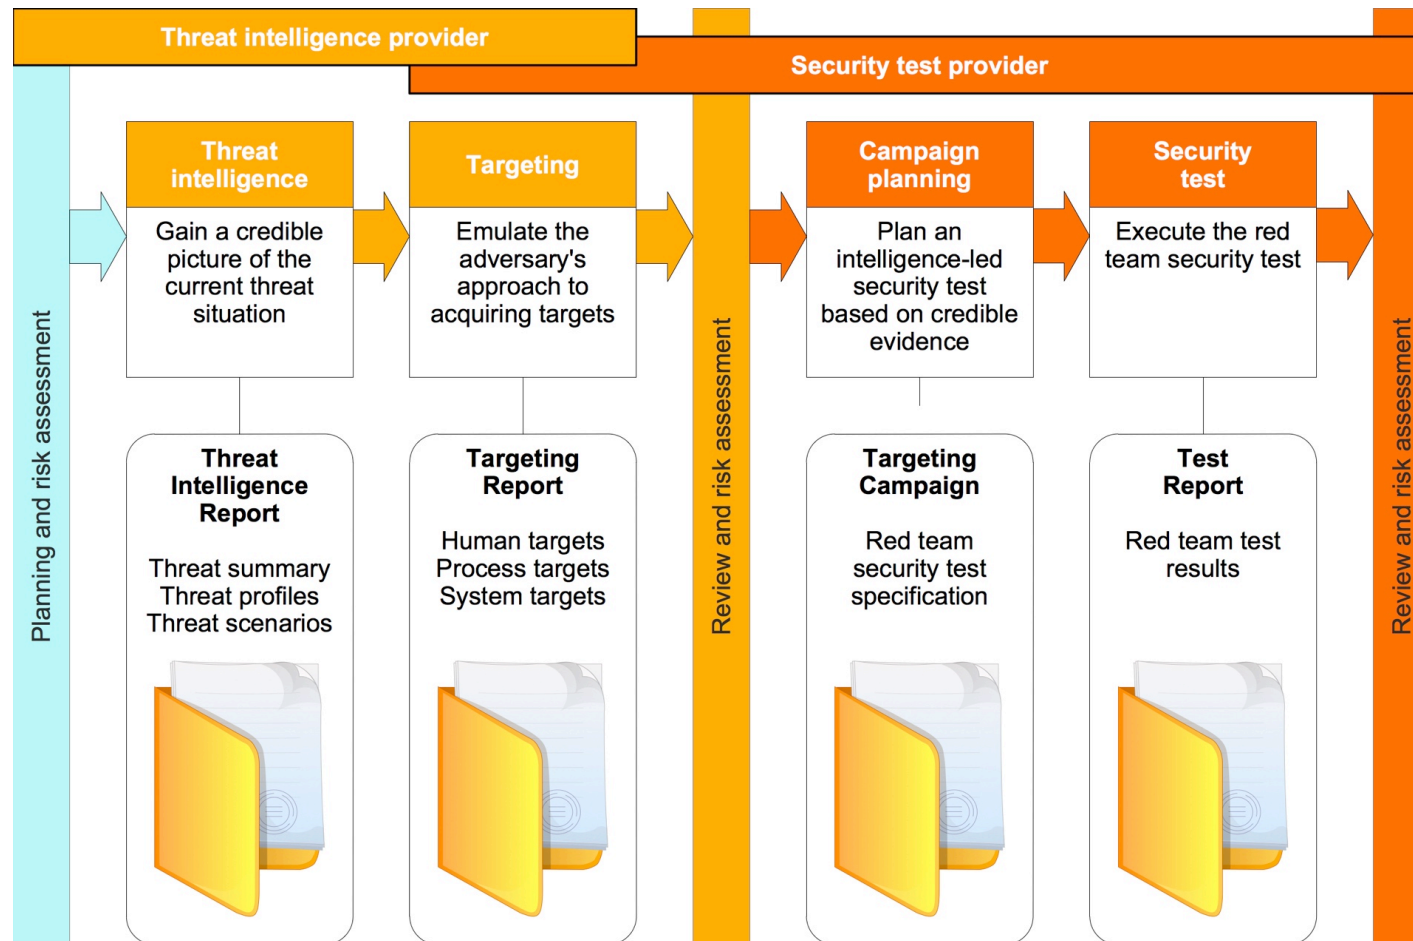 Threat intelligence provider
Security test provider
Planning and risk assessment
Threat
intelligence
Gain a credible
picture of the
current threat
situation
Threat
Intelligence
Report
Threat summary
Threat profiles
Threat scenarios
Targeting
Emulate the
adversary's
approach to
acquiring targets
Targeting
Report
Human targets
Process targets
System targets
Review and risk assessment
Campaign
planning
Plan an
intelligence-led
security test
based on credible
evidence
Targeting
Campaign
Red team
security test
specification
Security
test
Execute the red
team security test
Test
Report
Red team test
results
Review and risk assessment